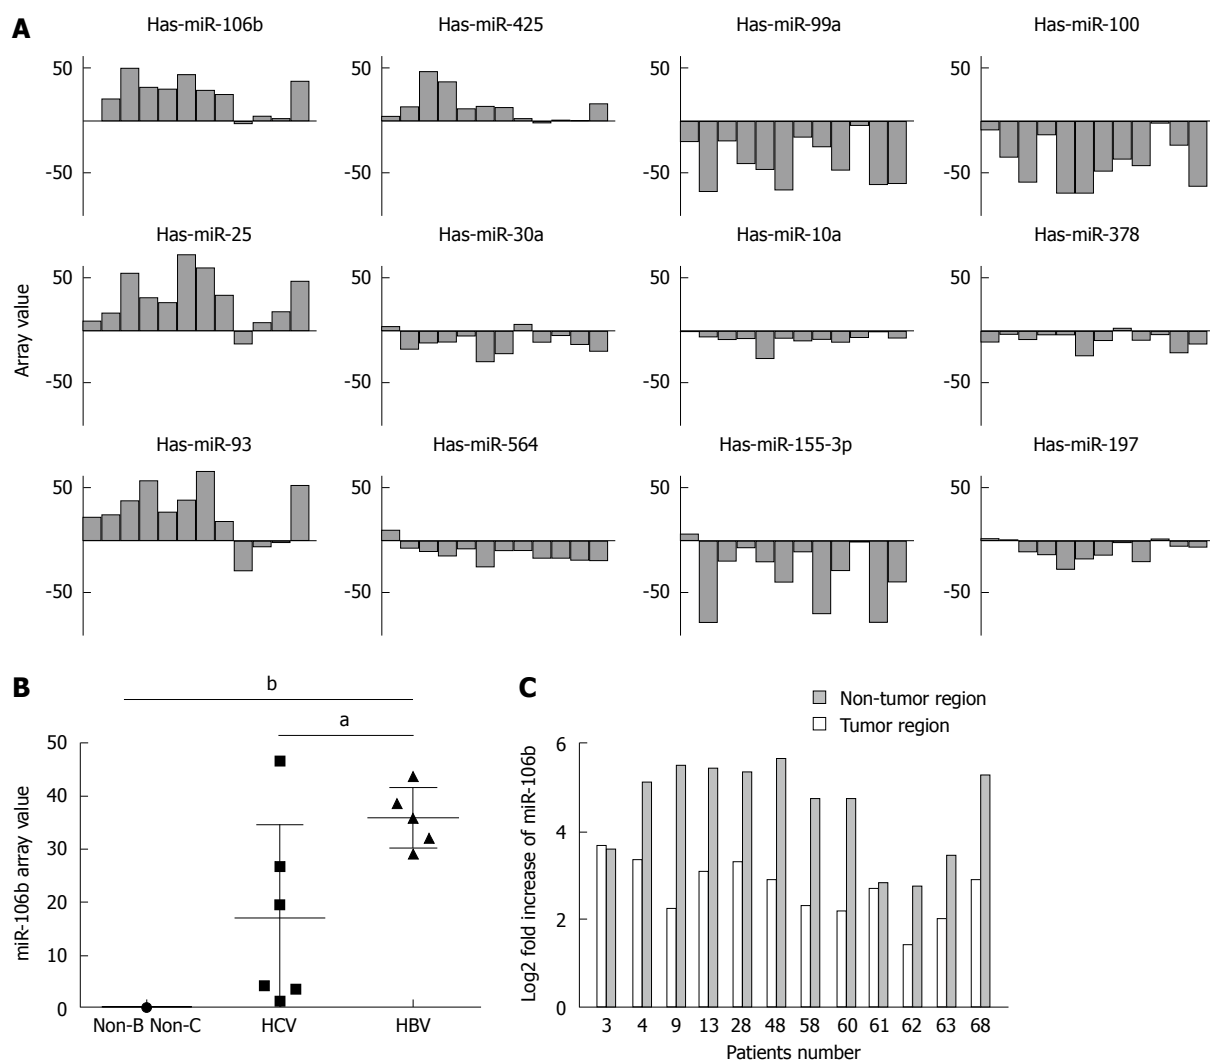 A
Has-miR-106b
Has-miR-425
Has-miR-99a
Has-miR-100
50
-50
50
-50
50
-50
50
-50
Has-miR-25
Has-miR-30a
Has-miR-10a
Has-miR-378
Array value
50
-50
50
-50
50
-50
50
-50
Has-miR-93
Has-miR-564
Has-miR-155-3p
Has-miR-197
50
-50
50
-50
50
-50
50
-50
B
b
a
miR-106b array value
50
40
30
20
10
0
Non-B Non-C
HCV
HBV
C
Non-tumor region
Tumor region
Log2 fold increase of miR-106b
6
4
2
0
3 4 9 13 28 48 58 60 61 62 63 68
Patients number